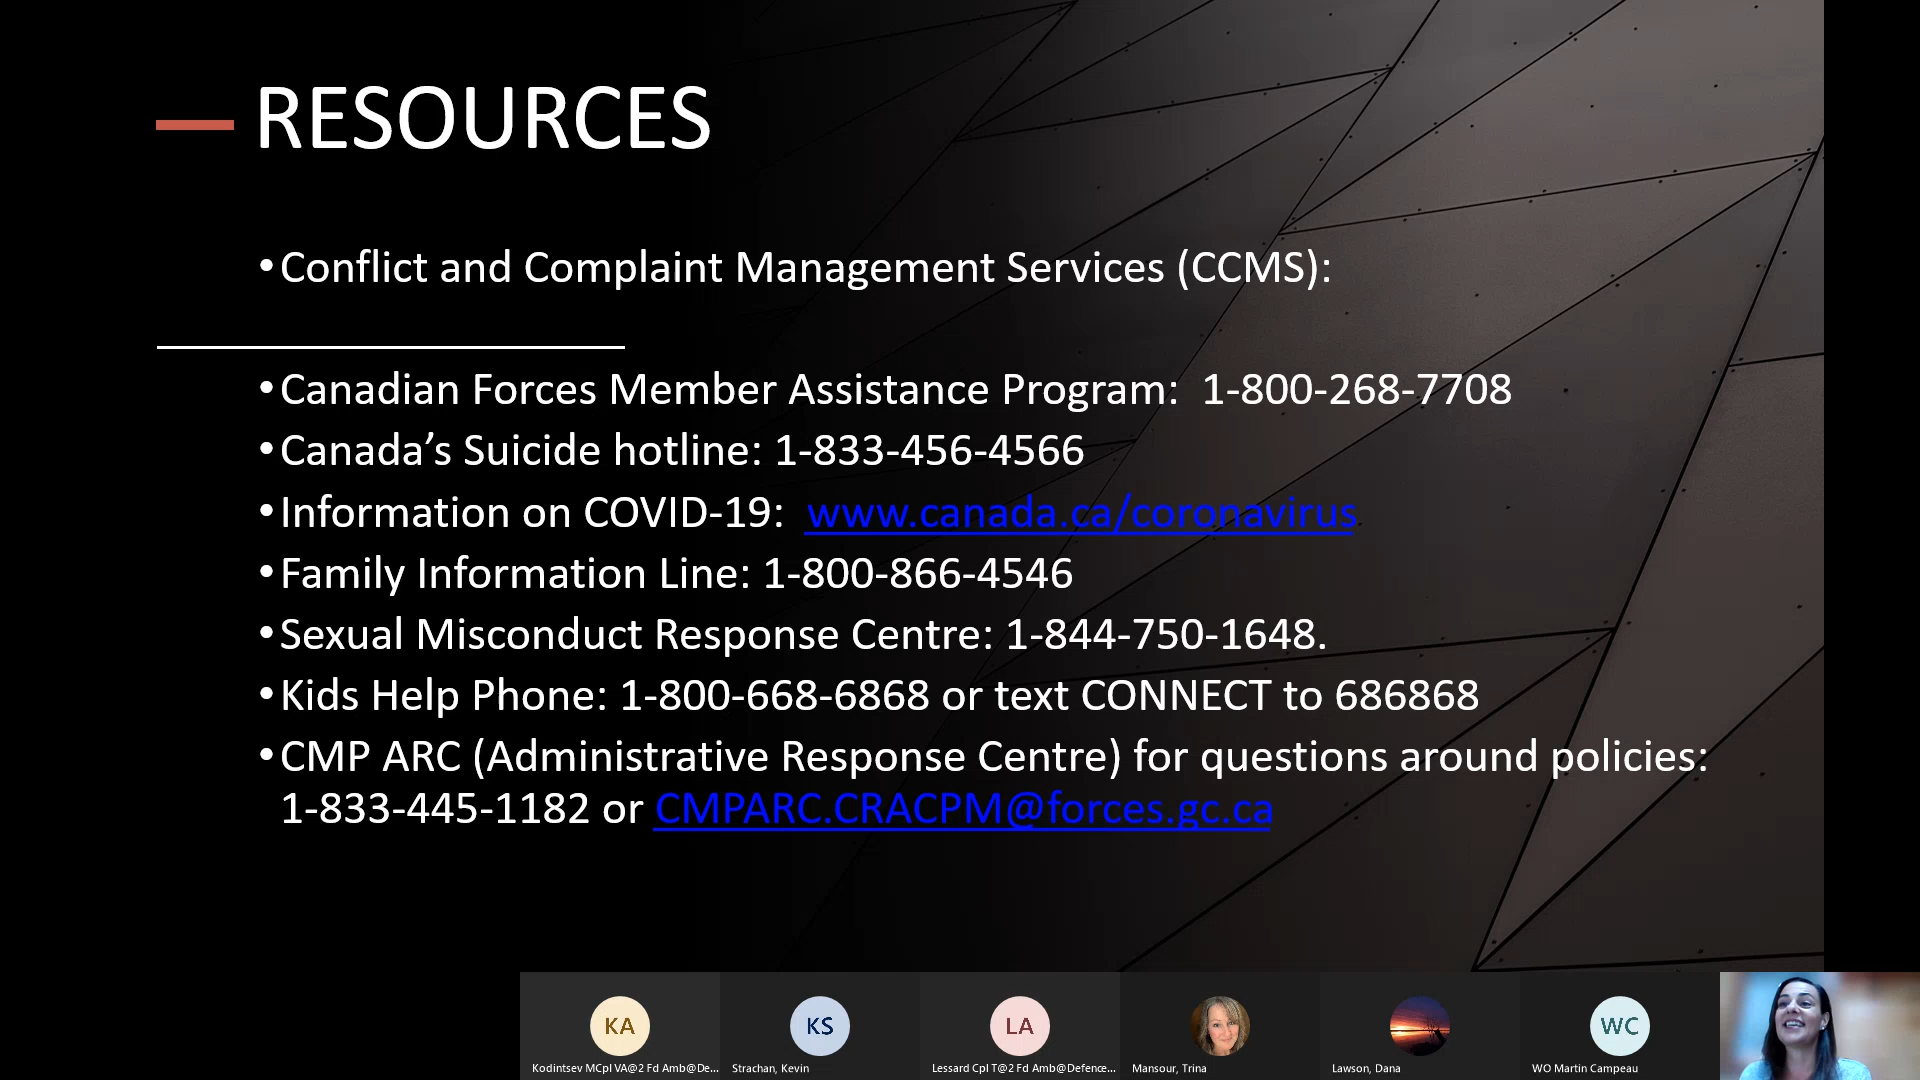 RESOURCES
•Conflict and Complaint Management Services (CCMS):
•Canadian Forces Member Assistance Program: 1-800-268-7708
•Canada’s Suicide hotline: 1-833-456-4566
•Information on COVID-19: www.canada.ca/coronavirus
•Family Information Line: 1-800-866-4546
•Sexual Misconduct Response Centre: 1-844-750-1648.
•Kids Help Phone: 1-800-668-6868 or text CONNECT to 686868
•CMP ARC (Administrative Response Centre) for questions around policies:
1-833-445-1182 or CMPARC.CRACPM@forces.gc.ca
KA KS LA WC
Kodintsev MCpl VA@2 Fd Amb@De... Strachan, Kevin Lessard Cpl T@2 Fd Amb@Defence... Mansour, Trina Lawson, Dana WO Martin Campeau